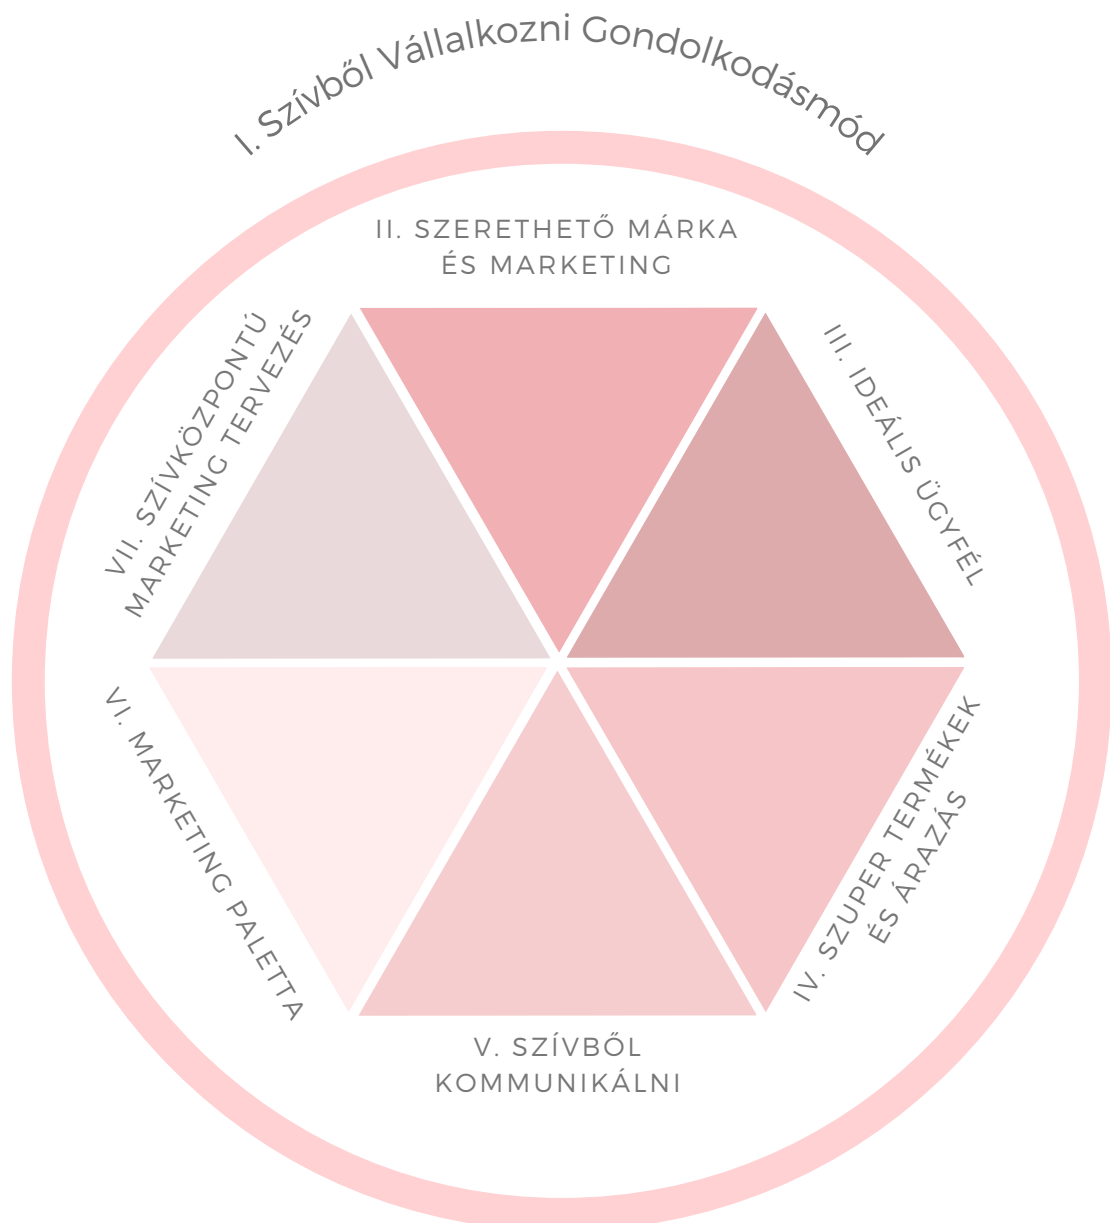 I. Szívből Vállalkozni Gondolkodásmód
II. SZERETHETŐ MÁRKA
ÉS MARKETING
III. IDEÁLIS ÜGYFÉL
IV. SZUPER TERMÉKEK
ÉS ÁRAZÁS
V. SZÍVBŐL
KOMMUNIKÁLNI
VI. MARKETING PALETTA
VII. SZÍVKÖZPONTÚ
MARKETING TERVEZÉS